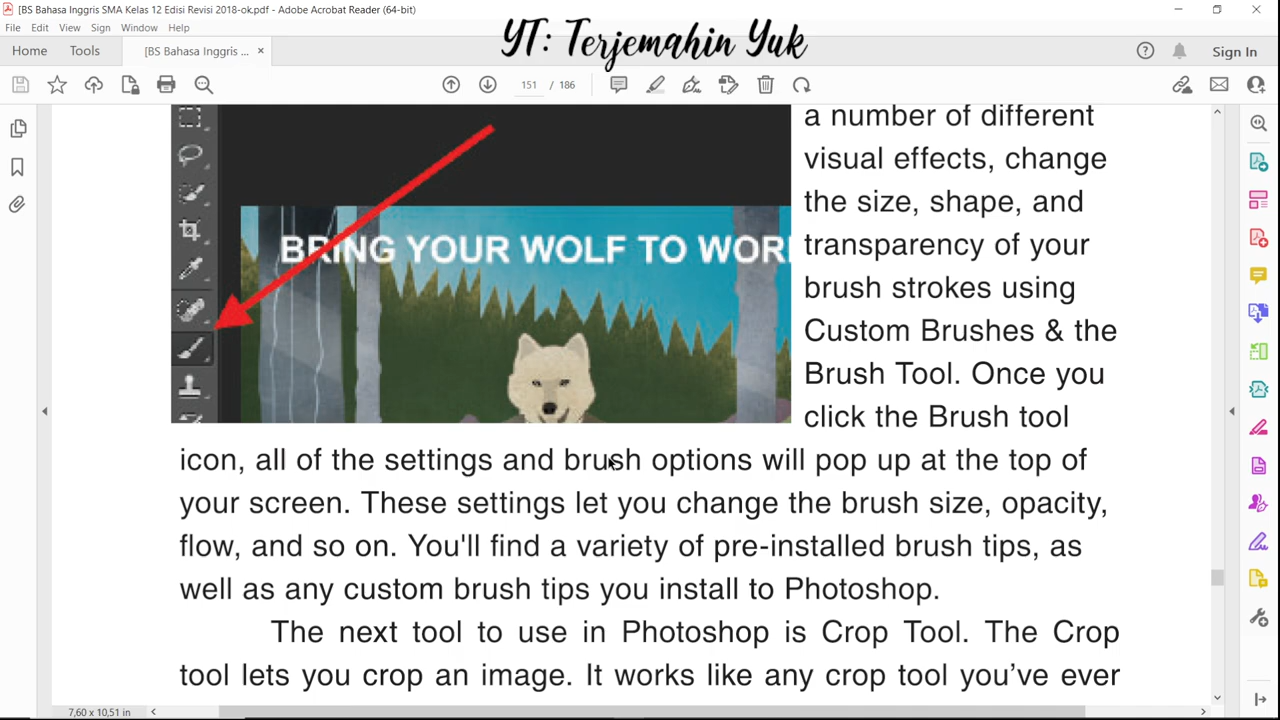 [BS Bahasa Inggris SMA Kelas 12 Edisi Revisi 2018-ok.pdf - Adobe Acrobat Reader (64-bit)
File Edit View Sign Window Help
YT: Terjemahin Yuk
Home Tools [BS Bahasa Inggris ... × Sign In
151 / 186
a number of different
visual effects, change
the size, shape, and
transparency of your
brush strokes using
Custom Brushes & the
Brush Tool. Once you
click the Brush tool
BRING YOUR WOLF TO WOR
icon, all of the settings and brush options will pop up at the top of
your screen. These settings let you change the brush size, opacity,
flow, and so on. You'll find a variety of pre-installed brush tips, as
well as any custom brush tips you install to Photoshop.
The next tool to use in Photoshop is Crop Tool. The Crop
tool lets you crop an image. It works like any crop tool you’ve ever
7,60 x 10,51 in